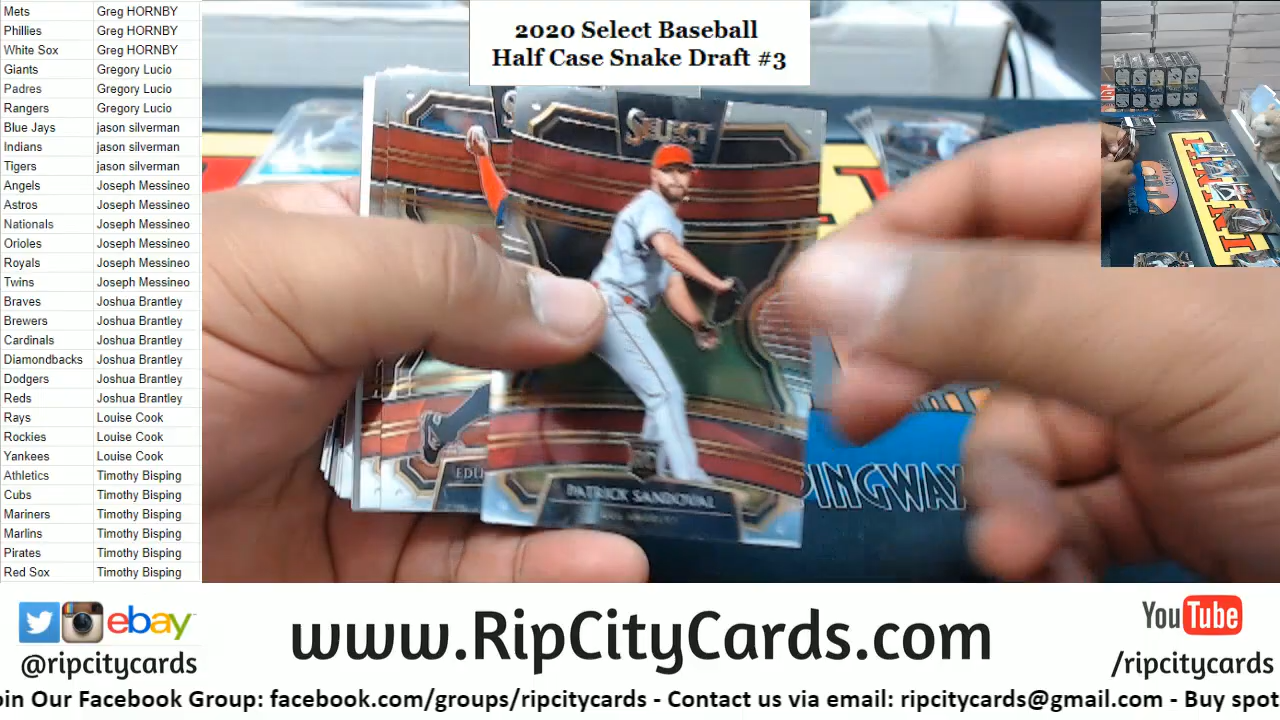 2020 Select Baseball
Half Case Snake Draft #3
Mets Greg HORNBY
Phillies Greg HORNBY
White Sox Greg HORNBY
Giants Gregory Lucio
Padres Gregory Lucio
Rangers Gregory Lucio
Blue Jays jason silverman
Indians jason silverman
Tigers jason silverman
Angels Joseph Messineo
Astros Joseph Messineo
Nationals Joseph Messineo
Orioles Joseph Messineo
Royals Joseph Messineo
Twins Joseph Messineo
Braves Joshua Brantley
Brewers Joshua Brantley
Cardinals Joshua Brantley
Diamondbacks Joshua Brantley
Dodgers Joshua Brantley
Reds Joshua Brantley
Rays Louise Cook
Rockies Louise Cook
Yankees Louise Cook
Athletics Timothy Bisping
Cubs Timothy Bisping
Mariners Timothy Bisping
Marlins Timothy Bisping
Pirates Timothy Bisping
Red Sox Timothy Bisping
SELECT
PATRICK SANDOVAL
EDU
PINGWAX
ebay
@ripcitycards
www.RipCityCards.com
YouTube
/ripcitycards
oin Our Facebook Group: facebook.com/groups/ripcitycards - Contact us via email: ripcitycards@gmail.com - Buy spot